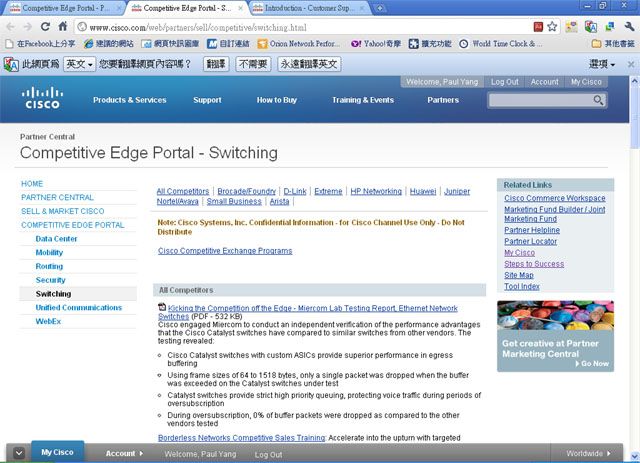 Competitive Edge Portal - P
Competitive Edge Portal - S
Introduction - Customer Sup
www.cisco.com/web/partners/sell/competitive/switching.html
在Facebook上分享 建議的網站 網頁快訊圖庫 自訂連結 Orion Network Perfor... Yahoo!奇摩 擴充功能 World Time Clock & ... 其他書籤
此網頁為 英文 您要翻譯網頁內容嗎? 翻譯 不需要 永遠翻譯英文 選項
Welcome, Paul Yang Log Out Account My Cisco
CISCO
Products & Services Support How to Buy Training & Events Partners
Partner Central
Competitive Edge Portal - Switching
HOME
PARTNER CENTRAL
SELL & MARKET CISCO
COMPETITIVE EDGE PORTAL
Data Center
Mobility
Routing
Security
Switching
Unified Communications
WebEx
All Competitors | Brocade/Foundry | D-Link | Extreme | HP Networking | Huawei | Juniper
Nortel/Avaya | Small Business | Arista |
Note: Cisco Systems, Inc. Confidential Information - for Cisco Channel Use Only - Do Not
Distribute
Cisco Competitive Exchange Programs
All Competitors
Kicking the Competition off the Edge - Miercom Lab Testing Report, Ethernet Network
Switches (PDF - 532 KB)
Cisco engaged Miercom to conduct an independent verification of the performance advantages
that the Cisco Catalyst switches have compared to similar switches from other vendors. The
testing revealed:
Cisco Catalyst switches with custom ASICs provide superior performance in egress
buffering
Using frame sizes of 64 to 1518 bytes, only a single packet was dropped when the buffer
was exceeded on the Catalyst switches under test
Catalyst switches provide strict high priority queuing, protecting voice traffic during periods of
oversubscription
During oversubscription, 0% of buffer packets were dropped as compared to the other
vendors tested
Borderless Networks Competitive Sales Training: Accelerate into the upturn with targeted
Related Links
Cisco Commerce Workspace
Marketing Fund Builder / Joint
Marketing Fund
Partner Helpline
Partner Locator
My Cisco
Steps to Success
Site Map
Tool Index
Get creative at Partner
Marketing Central
Go Now
My Cisco Account Welcome, Paul Yang Log Out Worldwide